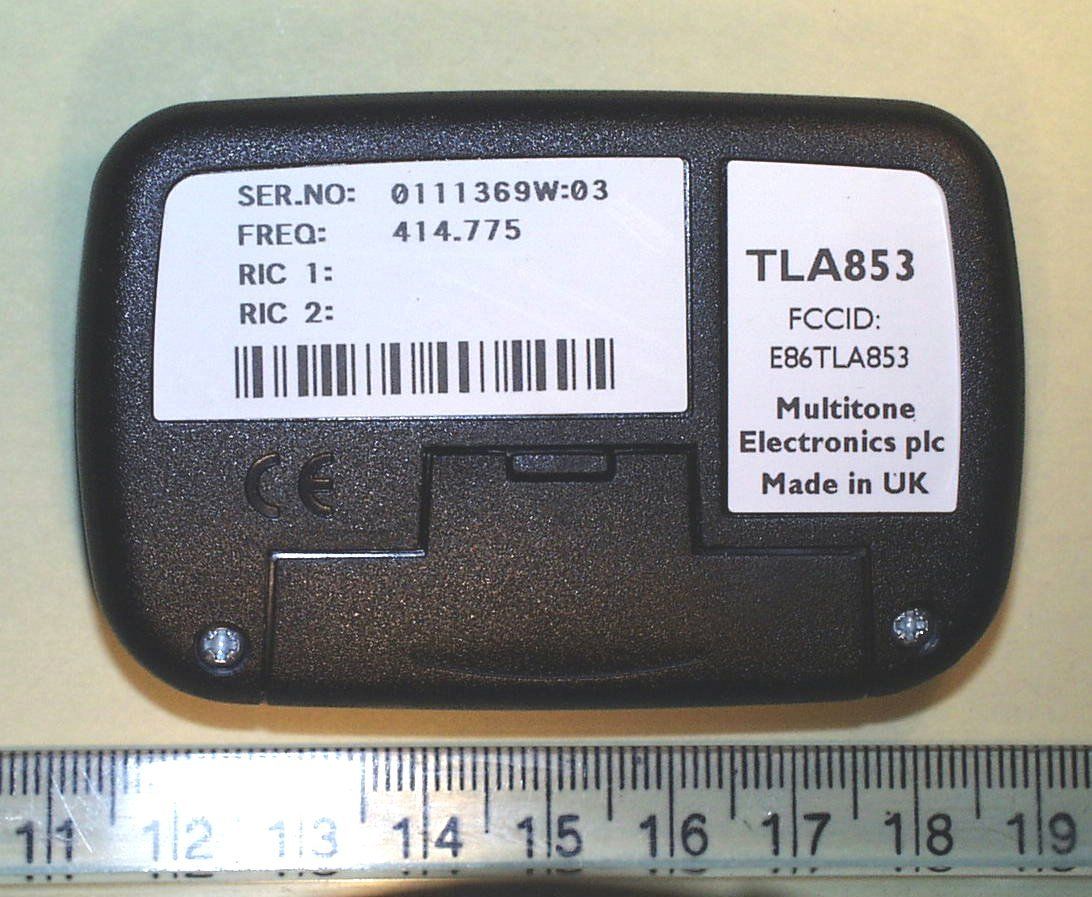 SER.NO: 0111369W:03
FREQ: 414.775
RIC 1:
RIC 2:
TLA853
FCCID:
E86TLA853
Multitone
Electronics plc
Made in UK
CE
11 12 13 14 15 16 17 18 19